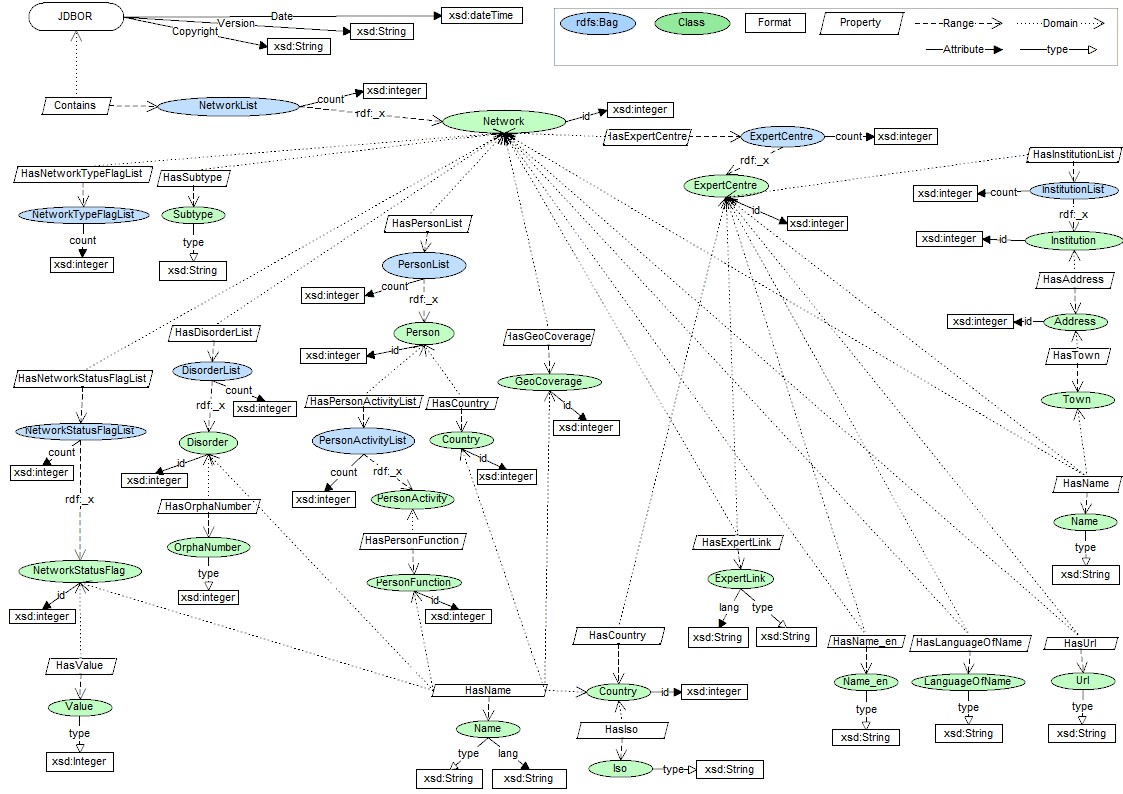 JDBOR
Date
xsd:dateTime
Version
xsd:String
Copyright
xsd:String
rdfs:Bag
Class
Format
Property
Range
Domain
Attribute
type
Contains
NetworkList
count
xsd:integer
rdf:_x
Network
id
xsd:integer
HasExpertCentre
ExpertCentre
count
xsd:integer
rdf:_x
ExpertCentre
id
xsd:integer
HasInstitutionList
InstitutionList
count
xsd:integer
rdf:_x
Institution
id
xsd:integer
HasAddress
Address
id
xsd:integer
HasTown
Town
HasName
Name
type
xsd:String
HasNetworkTypeFlagList
NetworkTypeFlagList
count
xsd:integer
HasSubtype
Subtype
type
xsd:String
HasPersonList
PersonList
count
xsd:integer
rdf:_x
Person
id
xsd:integer
HasPersonActivityList
PersonActivityList
count
xsd:integer
rdf:_x
PersonActivity
HasPersonFunction
PersonFunction
id
xsd:integer
HasCountry
Country
id
xsd:integer
HasGeoCoverage
GeoCoverage
id
xsd:integer
HasDisorderList
DisorderList
count
xsd:integer
rdf:_x
Disorder
id
xsd:integer
HasOrphaNumber
OrphaNumber
type
xsd:integer
HasNetworkStatusFlagList
NetworkStatusFlagList
count
xsd:integer
rdf:_x
NetworkStatusFlag
id
xsd:integer
HasValue
Value
type
xsd:Integer
HasName
Name
type
lang
xsd:String
xsd:String
HasCountry
Country
id
xsd:integer
HasIso
Iso
type
xsd:String
HasExpertLink
ExpertLink
lang
type
xsd:String
xsd:String
HasName_en
Name_en
type
xsd:String
HasLanguageOfName
LanguageOfName
type
xsd:String
HasUrl
Url
type
xsd:String